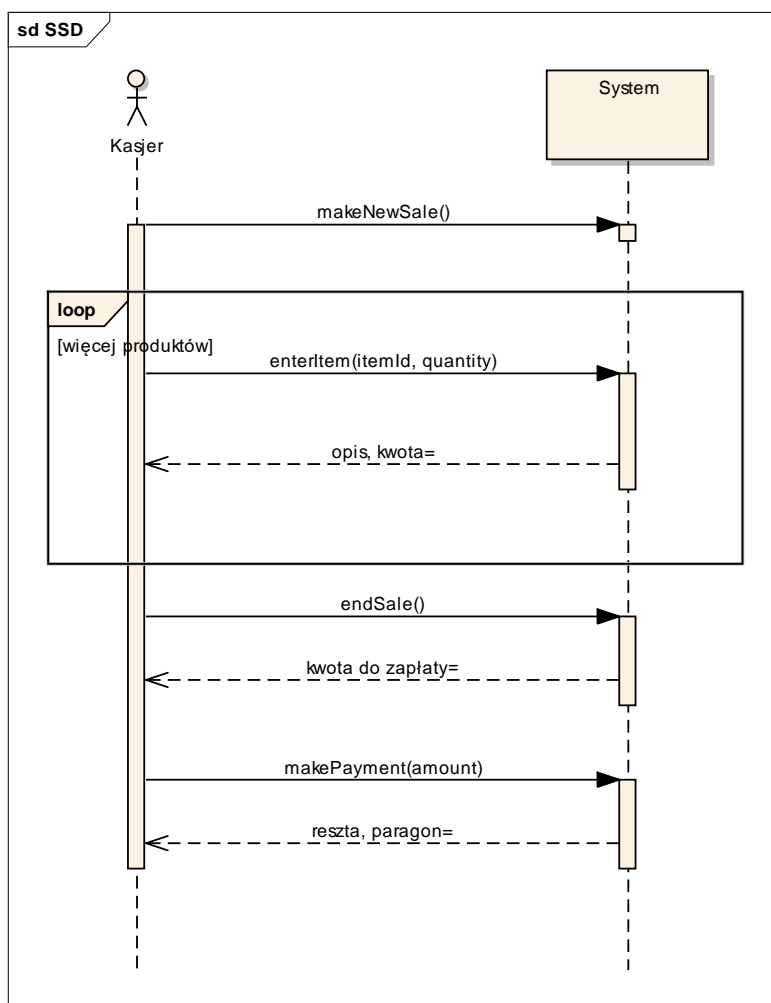 sd SSD
Kasjer
System
makeNewSale()
loop
[więcej produktów]
enterItem(itemId, quantity)
opis, kwota=
endSale()
kwota do zapłaty=
makePayment(amount)
reszta, paragon=